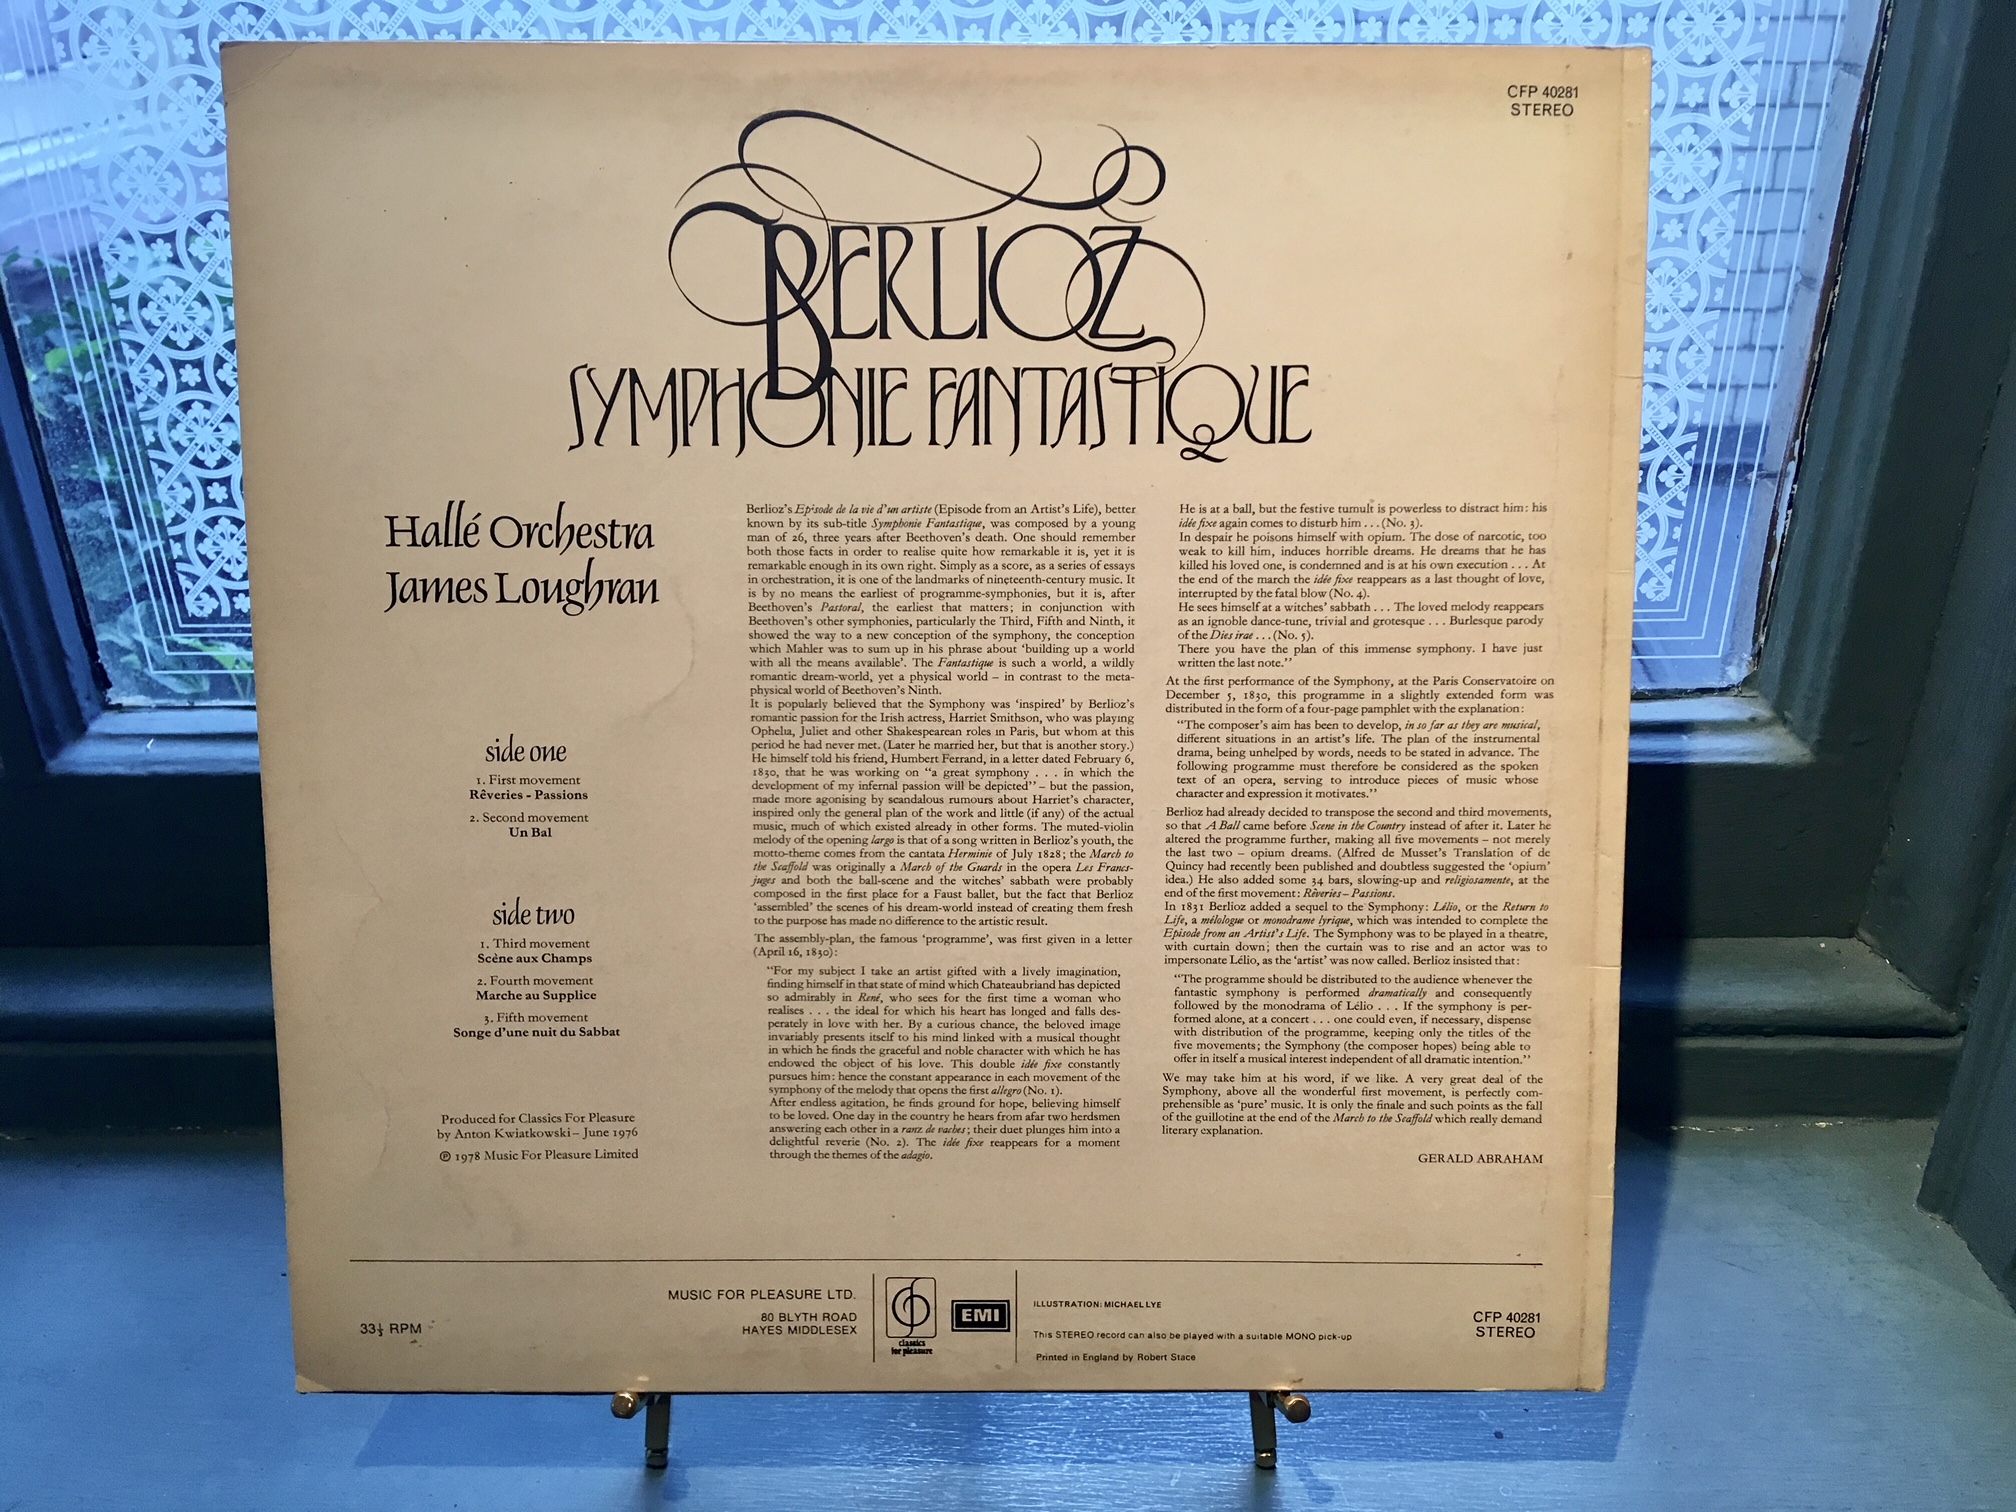 CFP 40281
STEREO
BERLIOZ
SYMPHONIE FANTASTIQUE
Hallé Orchestra
James Loughran
side one
1. First movement
Rêveries - Passions
2. Second movement
Un Bal
side two
1. Third movement
Scène aux Champs
2. Fourth movement
Marche au Supplice
3. Fifth movement
Songe d'une nuit du Sabbat
Produced for Classics For Pleasure
by Anton Kwiatkowski – June 1976
℗ 1978 Music For Pleasure Limited
Berlioz's Episode de la vie d'un artiste (Episode from an Artist's Life), better
known by its sub-title Symphonie Fantastique, was composed by a young
man of 26, three years after Beethoven's death. One should remember
both those facts in order to realise quite how remarkable it is, yet it is
remarkable enough in its own right. Simply as a score, as a series of essays
in orchestration, it is one of the landmarks of nineteenth-century music. It
is by no means the earliest of programme-symphonies, but it is, after
Beethoven's Pastoral, the earliest that matters; in conjunction with
Beethoven's other symphonies, particularly the Third, Fifth and Ninth, it
showed the way to a new conception of the symphony, the conception
which Mahler was to sum up in his phrase about 'building up a world
with all the means available'. The Fantastique is such a world, a wildly
romantic dream-world, yet a physical world – in contrast to the meta-
physical world of Beethoven's Ninth.
It is popularly believed that the Symphony was 'inspired' by Berlioz's
romantic passion for the Irish actress, Harriet Smithson, who was playing
Ophelia, Juliet and other Shakespearean roles in Paris, but whom at this
period he had never met. (Later he married her, but that is another story.)
He himself told his friend, Humbert Ferrand, in a letter dated February 6,
1830, that he was working on "a great symphony . . . in which the
development of my infernal passion will be depicted" – but the passion,
made more agonising by scandalous rumours about Harriet's character,
inspired only the general plan of the work and little (if any) of the actual
music, much of which existed already in other forms. The muted-violin
melody of the opening largo is that of a song written in Berlioz's youth, the
motto-theme comes from the cantata Herminie of July 1828; the March to
the Scaffold was originally a March of the Guards in the opera Les Francs-
juges and both the ball-scene and the witches' sabbath were probably
composed in the first place for a Faust ballet, but the fact that Berlioz
'assembled' the scenes of his dream-world instead of creating them fresh
to the purpose has made no difference to the artistic result.
The assembly-plan, the famous 'programme', was first given in a letter
(April 16, 1830):
"For my subject I take an artist gifted with a lively imagination,
finding himself in that state of mind which Chateaubriand has depicted
so admirably in René, who sees for the first time a woman who
realises . . . the ideal for which his heart has longed and falls des-
perately in love with her. By a curious chance, the beloved image
invariably presents itself to his mind linked with a musical thought
in which he finds the graceful and noble character with which he has
endowed the object of his love. This double idée fixe constantly
pursues him: hence the constant appearance in each movement of the
symphony of the melody that opens the first allegro (No. 1).
After endless agitation, he finds ground for hope, believing himself
to be loved. One day in the country he hears from afar two herdsmen
answering each other in a ranz de vaches; their duet plunges him into a
delightful reverie (No. 2). The idée fixe reappears for a moment
through the themes of the adagio.
He is at a ball, but the festive tumult is powerless to distract him: his
idée fixe again comes to disturb him . . . (No. 3).
In despair he poisons himself with opium. The dose of narcotic, too
weak to kill him, induces horrible dreams. He dreams that he has
killed his loved one, is condemned and is at his own execution . . . At
the end of the march the idée fixe reappears as a last thought of love,
interrupted by the fatal blow (No. 4).
He sees himself at a witches' sabbath . . . The loved melody reappears
as an ignoble dance-tune, trivial and grotesque . . . Burlesque parody
of the Dies irae . . . (No. 5).
There you have the plan of this immense symphony. I have just
written the last note."
At the first performance of the Symphony, at the Paris Conservatoire on
December 5, 1830, this programme in a slightly extended form was
distributed in the form of a four-page pamphlet with the explanation:
"The composer's aim has been to develop, in so far as they are musical,
different situations in an artist's life. The plan of the instrumental
drama, being unhelped by words, needs to be stated in advance. The
following programme must therefore be considered as the spoken
text of an opera, serving to introduce pieces of music whose
character and expression it motivates."
Berlioz had already decided to transpose the second and third movements,
so that A Ball came before Scene in the Country instead of after it. Later he
altered the programme further, making all five movements – not merely
the last two – opium dreams. (Alfred de Musset's Translation of de
Quincy had recently been published and doubtless suggested the 'opium'
idea.) He also added some 34 bars, slowing-up and religiosamente, at the
end of the first movement: Rêveries – Passions.
In 1831 Berlioz added a sequel to the Symphony: Lélio, or the Return to
Life, a mélologue or monodrame lyrique, which was intended to complete the
Episode from an Artist's Life. The Symphony was to be played in a theatre,
with curtain down; then the curtain was to rise and an actor was to
impersonate Lélio, as the 'artist' was now called. Berlioz insisted that:
"The programme should be distributed to the audience whenever the
fantastic symphony is performed dramatically and consequently
followed by the monodrama of Lélio . . . If the symphony is per-
formed alone, at a concert . . . one could even, if necessary, dispense
with distribution of the programme, keeping only the titles of the
five movements; the Symphony (the composer hopes) being able to
offer in itself a musical interest independent of all dramatic intention."
We may take him at his word, if we like. A very great deal of the
Symphony, above all the wonderful first movement, is perfectly com-
prehensible as 'pure' music. It is only the finale and such points as the fall
of the guillotine at the end of the March to the Scaffold which really demand
literary explanation.
GERALD ABRAHAM
33⅓ RPM
MUSIC FOR PLEASURE LTD.
80 BLYTH ROAD
HAYES MIDDLESEX
classics
for pleasure
EMI
ILLUSTRATION: MICHAEL LYE
This STEREO record can also be played with a suitable MONO pick-up
Printed in England by Robert Stace
CFP 40281
STEREO